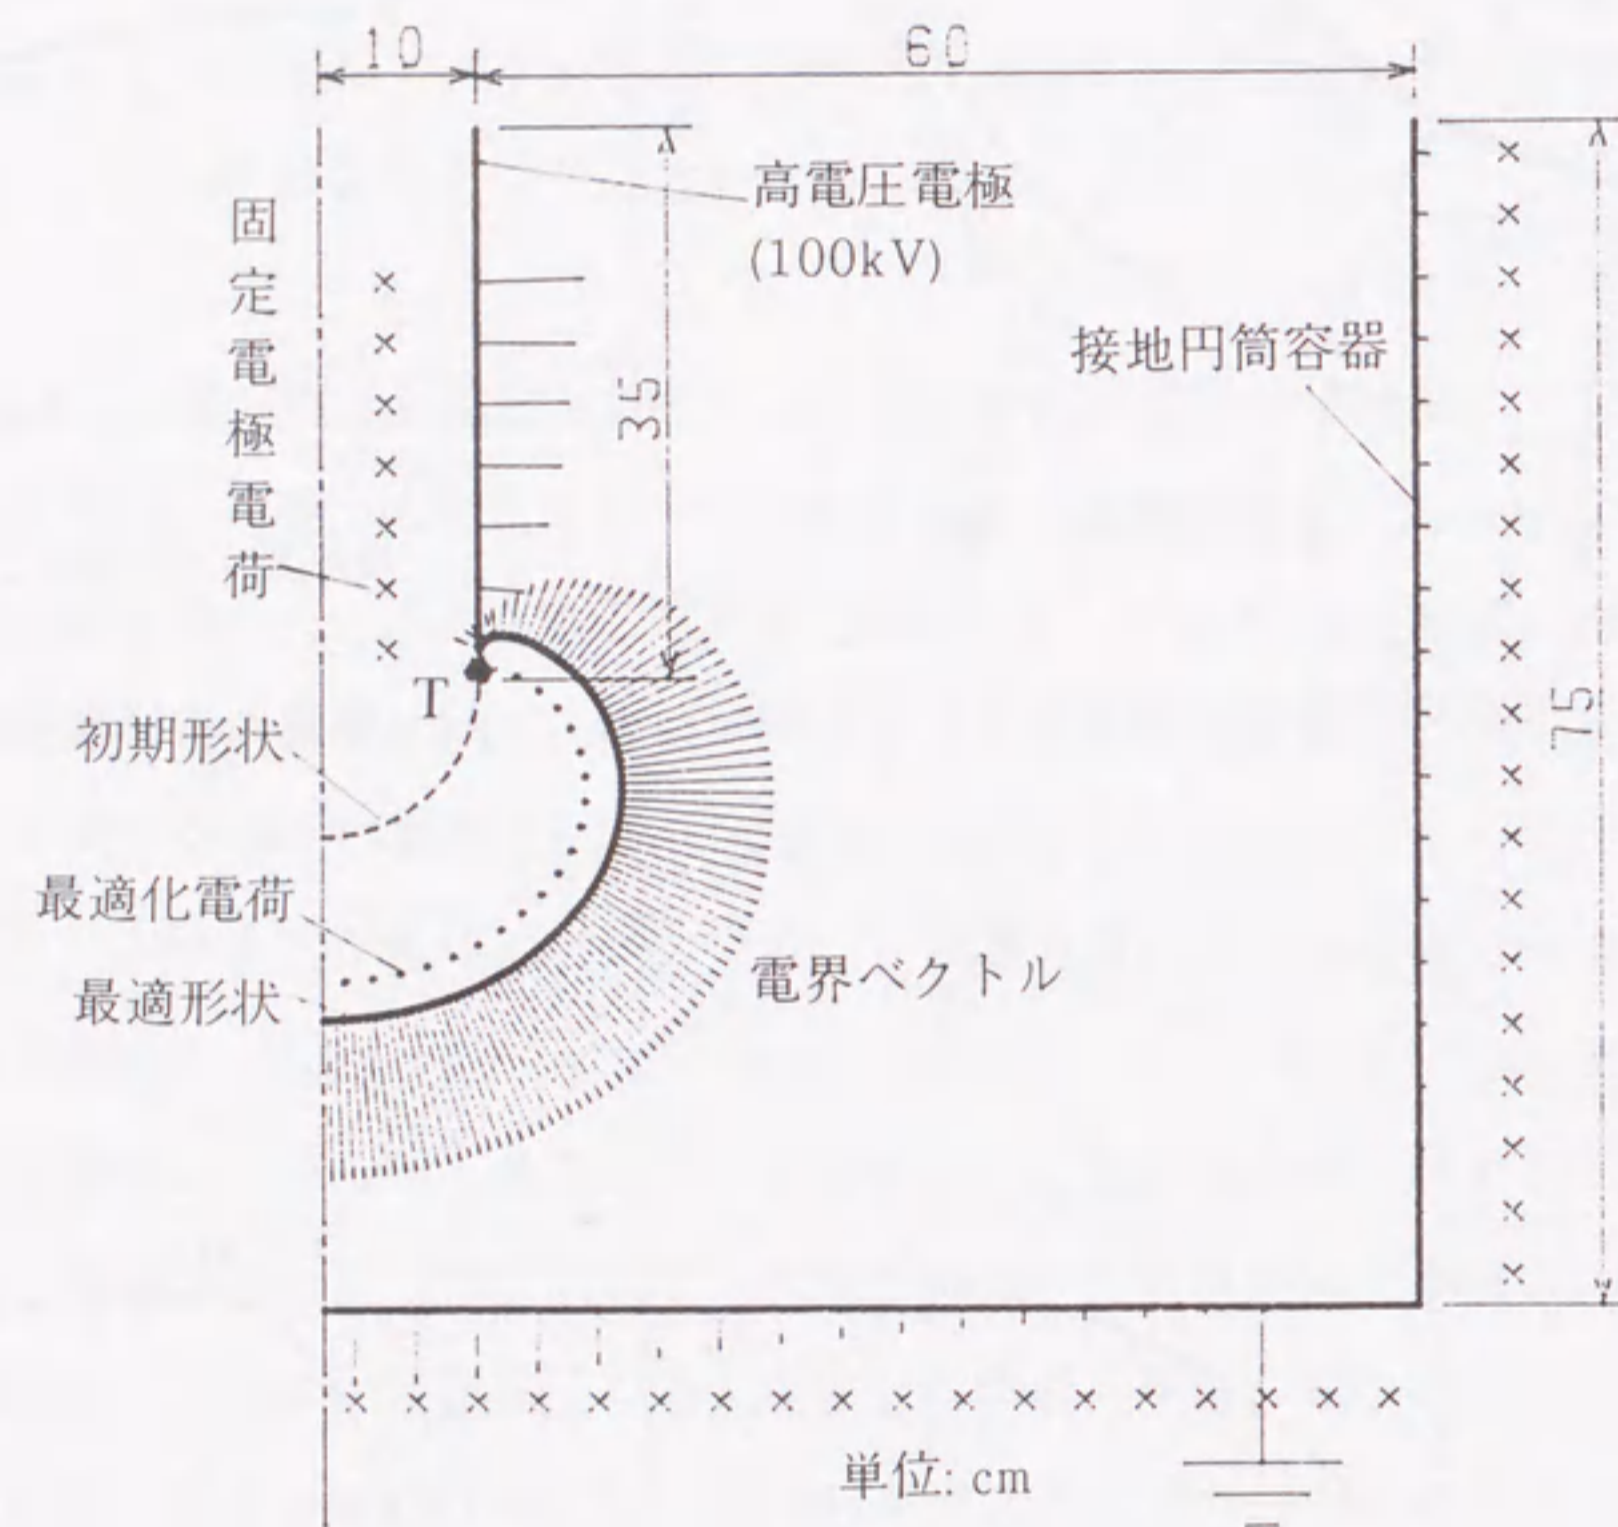 10
60
高電圧電極
(100kV)
固定電極電荷
35
接地円筒容器
75
T
初期形状
最適化電荷
最適形状
電界ベクトル
単位: cm